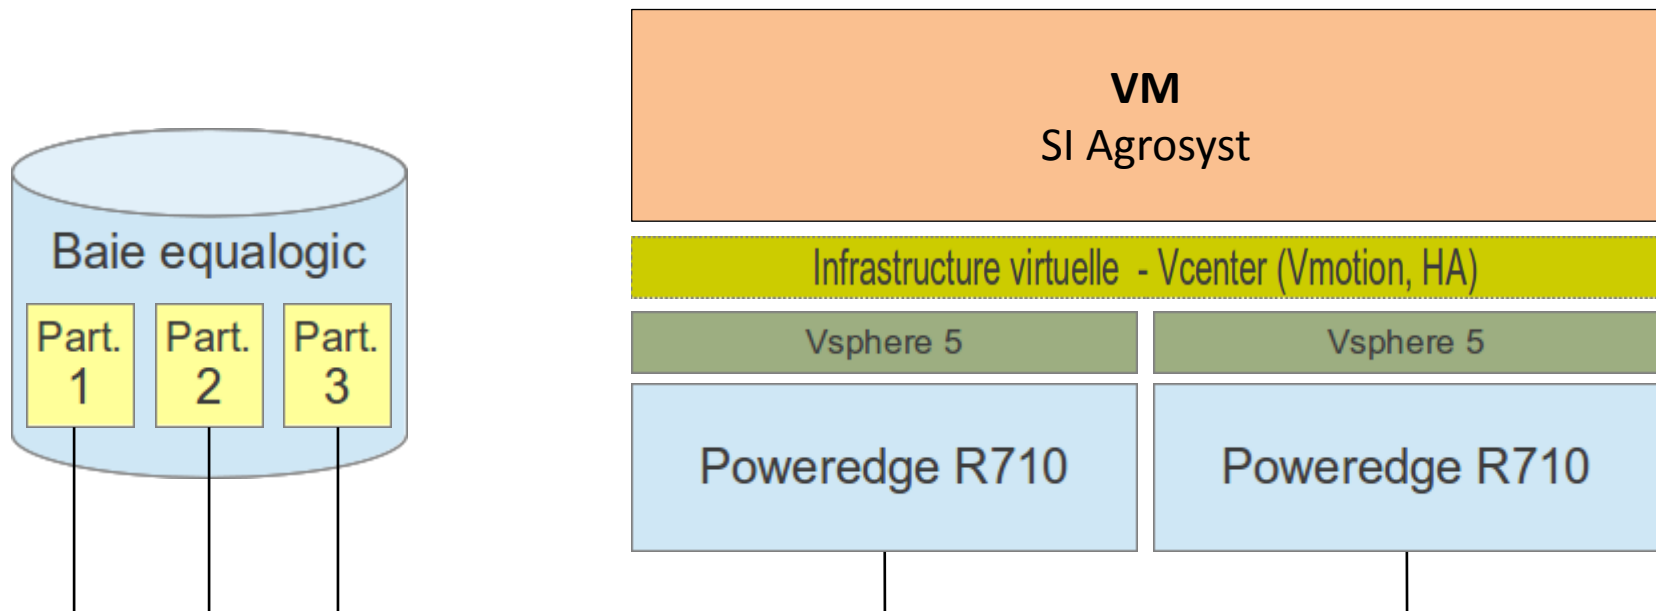 VM
SI Agrosyst
Baie equalogic
Part.
1
Part.
2
Part.
3
Infrastructure virtuelle - Vcenter (Vmotion, HA)
Vsphere 5
Vsphere 5
Poweredge R710
Poweredge R710